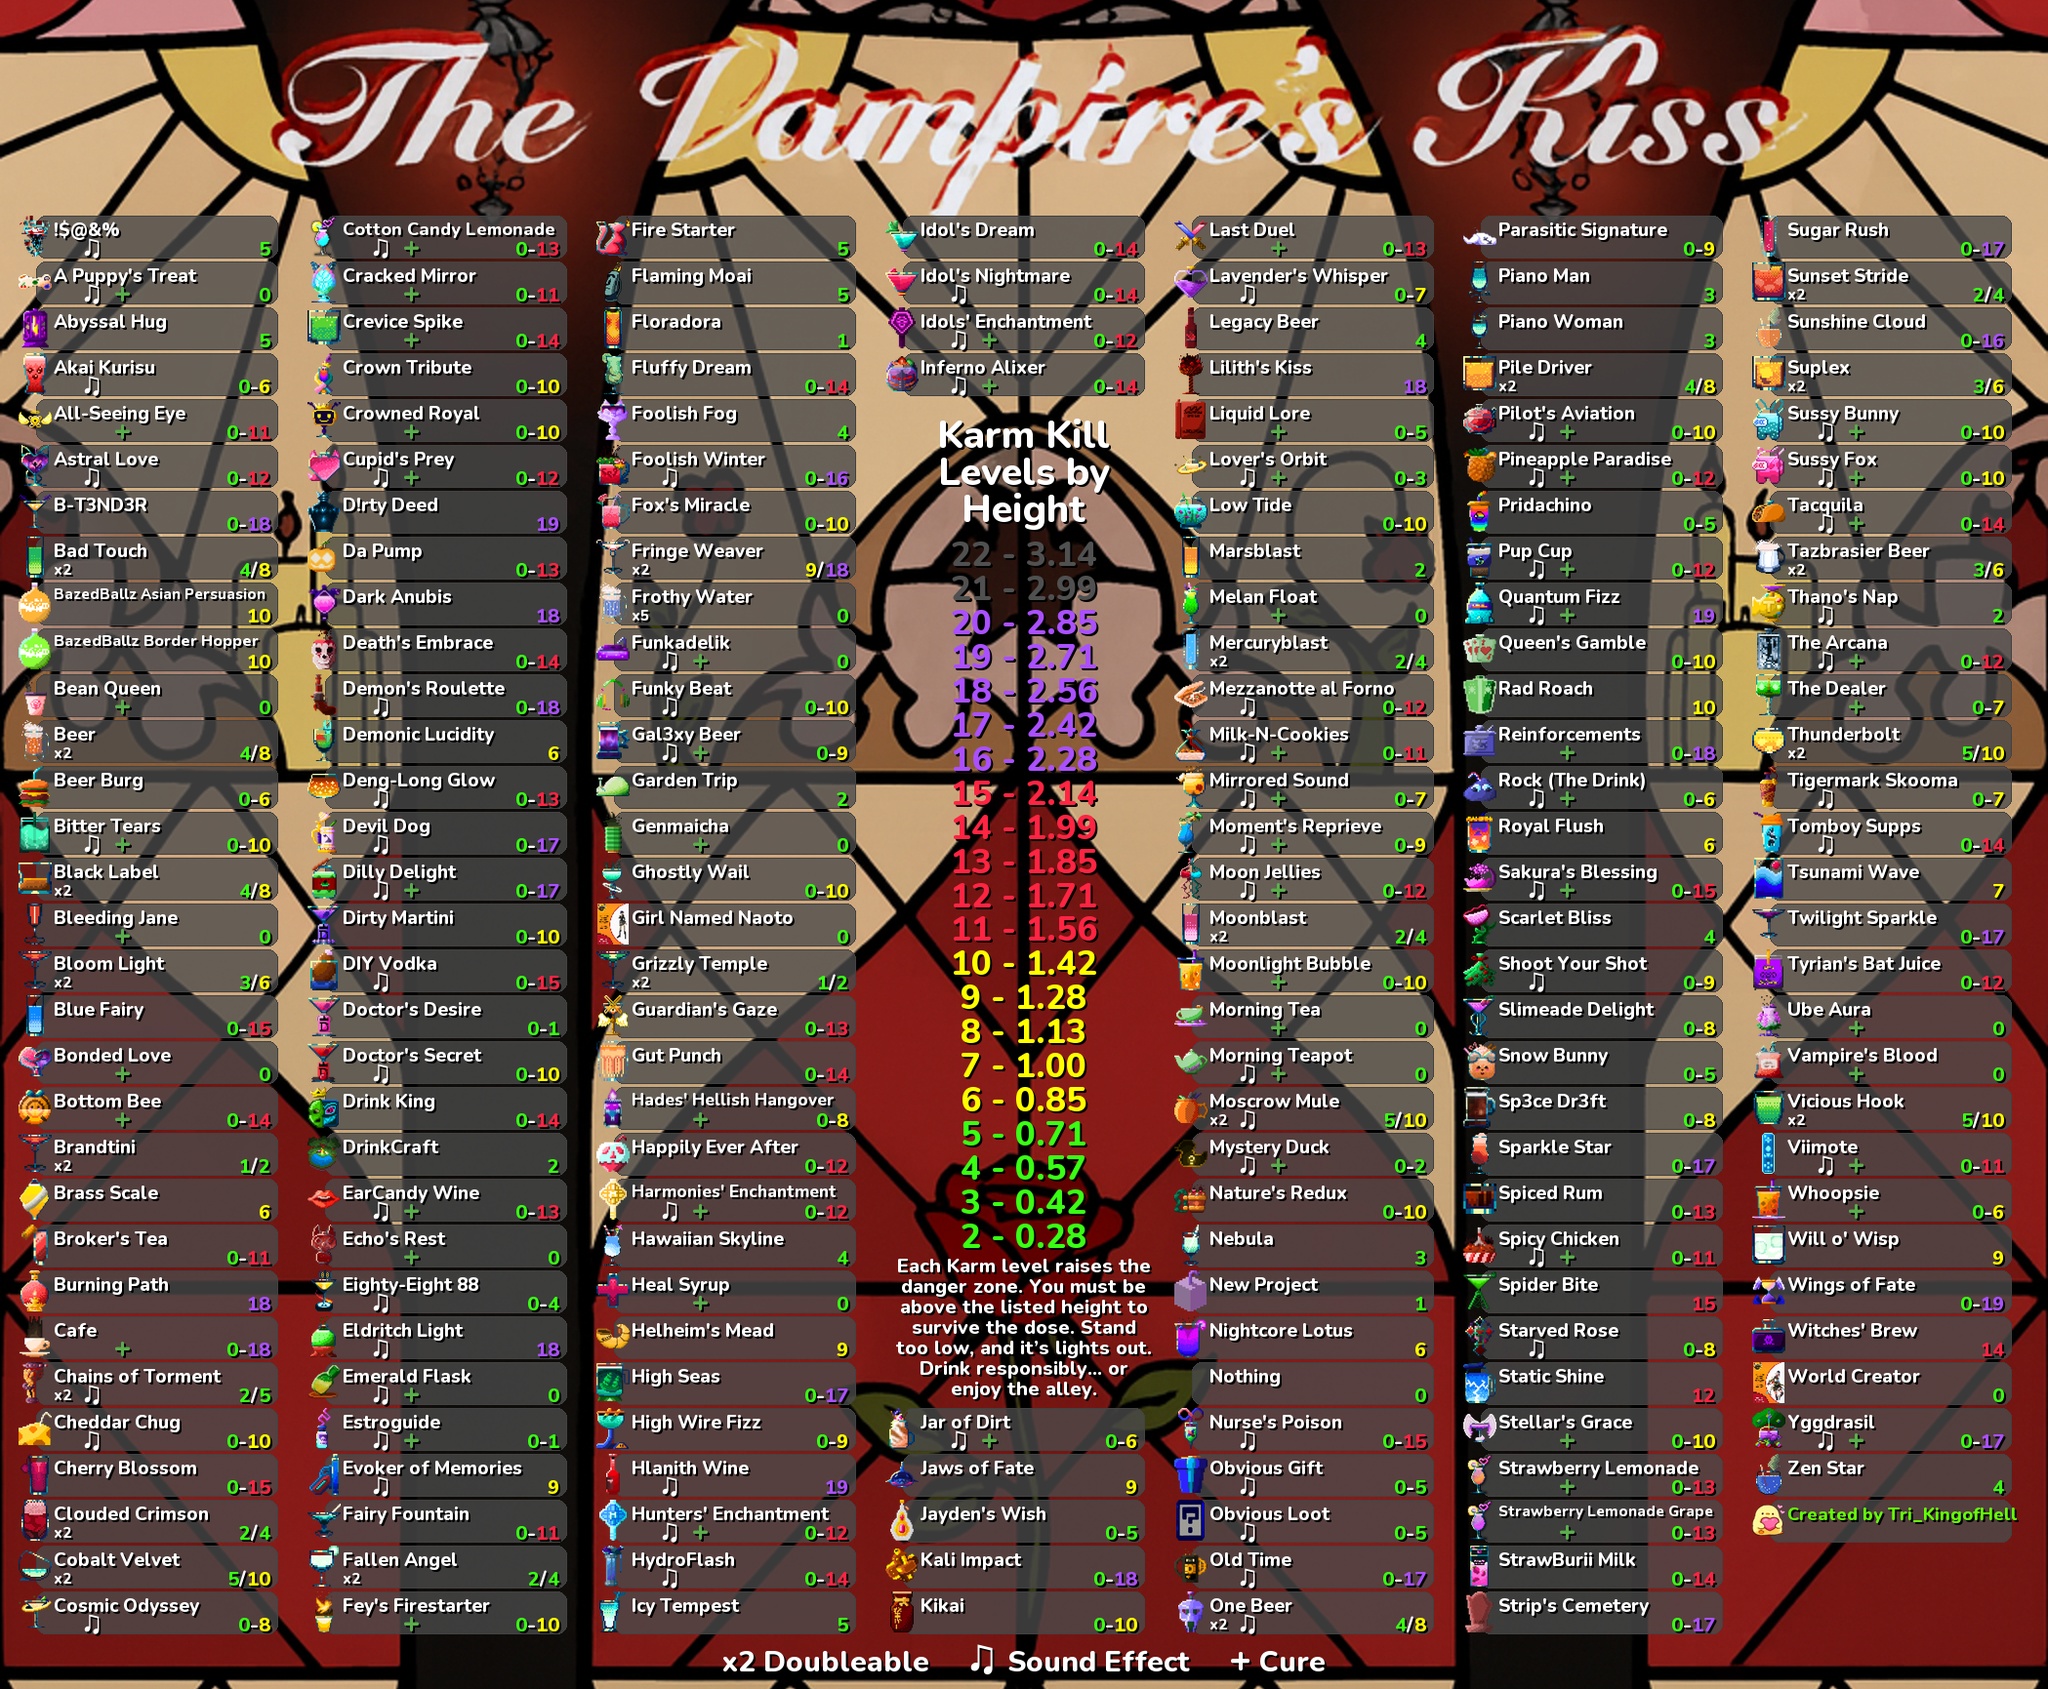 The Vampire's Kiss
!$@&%
♫ 5
A Puppy's Treat
♫ + 0
Abyssal Hug
5
Akai Kurisu
♫ 0-6
All-Seeing Eye
+ 0-11
Astral Love
♫ 0-12
B-T3ND3R
0-18
Bad Touch
x2 4/8
BazedBallz Asian Persuasion
10
BazedBallz Border Hopper
10
Bean Queen
+ 0
Beer
x2 4/8
Beer Burg
0-6
Bitter Tears
♫ + 0-10
Black Label
x2 4/8
Bleeding Jane
+ 0
Bloom Light
x2 3/6
Blue Fairy
0-15
Bonded Love
+ 0
Bottom Bee
+ 0-14
Brandtini
x2 1/2
Brass Scale
6
Broker's Tea
0-11
Burning Path
18
Cafe
+ 0-18
Chains of Torment
x2 ♫ 2/5
Cheddar Chug
♫ 0-10
Cherry Blossom
0-15
Clouded Crimson
x2 2/4
Cobalt Velvet
x2 5/10
Cosmic Odyssey
♫ 0-8
Cotton Candy Lemonade
♫ + 0-13
Cracked Mirror
+ 0-11
Crevice Spike
+ 0-14
Crown Tribute
0-10
Crowned Royal
+ 0-10
Cupid's Prey
♫ + 0-12
D!rty Deed
19
Da Pump
0-13
Dark Anubis
18
Death's Embrace
0-14
Demon's Roulette
♫ 0-18
Demonic Lucidity
6
Deng-Long Glow
♫ 0-13
Devil Dog
♫ 0-17
Dilly Delight
♫ + 0-17
Dirty Martini
0-10
DIY Vodka
♫ 0-15
Doctor's Desire
0-1
Doctor's Secret
♫ 0-10
Drink King
0-14
DrinkCraft
2
EarCandy Wine
♫ + 0-13
Echo's Rest
+ 0
Eighty-Eight 88
♫ 0-4
Eldritch Light
♫ 18
Emerald Flask
♫ + 0
Estroguide
♫ + 0-1
Evoker of Memories
♫ 9
Fairy Fountain
0-11
Fallen Angel
x2 2/4
Fey's Firestarter
+ 0-10
Fire Starter
5
Flaming Moai
5
Floradora
1
Fluffy Dream
0-14
Foolish Fog
4
Foolish Winter
♫ 0-16
Fox's Miracle
0-10
Fringe Weaver
x2 9/18
Frothy Water
x5 0
Funkadelik
♫ + 0
Funky Beat
♫ 0-10
Gal3xy Beer
♫ + 0-9
Garden Trip
2
Genmaicha
+ 0
Ghostly Wail
0-10
Girl Named Naoto
0
Grizzly Temple
x2 1/2
Guardian's Gaze
0-13
Gut Punch
0-14
Hades' Hellish Hangover
+ 0-8
Happily Ever After
0-12
Harmonies' Enchantment
♫ + 0-12
Hawaiian Skyline
4
Heal Syrup
+ 0
Helheim's Mead
9
High Seas
0-17
High Wire Fizz
0-9
Hlanith Wine
19
Hunters' Enchantment
♫ + 0-12
HydroFlash
♫ 0-14
Icy Tempest
5
Idol's Dream
0-14
Idol's Nightmare
♫ 0-14
Idols' Enchantment
♫ + 0-12
Inferno Alixer
♫ + 0-14
Karm Kill
Levels by
Height
22 - 3.14
21 - 2.99
20 - 2.85
19 - 2.71
18 - 2.56
17 - 2.42
16 - 2.28
15 - 2.14
14 - 1.99
13 - 1.85
12 - 1.71
11 - 1.56
10 - 1.42
9 - 1.28
8 - 1.13
7 - 1.00
6 - 0.85
5 - 0.71
4 - 0.57
3 - 0.42
2 - 0.28
Each Karm level raises the
danger zone. You must be
above the listed height to
survive the dose. Stand
too low, and it's lights out.
Drink responsibly... or
enjoy the alley.
Jar of Dirt
♫ + 0-6
Jaws of Fate
9
Jayden's Wish
0-5
Kali Impact
0-18
Kikai
0-10
Last Duel
+ 0-13
Lavender's Whisper
♫ 0-7
Legacy Beer
4
Lilith's Kiss
18
Liquid Lore
+ 0-5
Lover's Orbit
♫ + 0-3
Low Tide
0-10
Marsblast
2
Melan Float
+ 0
Mercuryblast
x2 2/4
Mezzanotte al Forno
♫ 0-12
Milk-N-Cookies
♫ + 0-11
Mirrored Sound
♫ + 0-7
Moment's Reprieve
♫ + 0-9
Moon Jellies
♫ + 0-12
Moonblast
x2 2/4
Moonlight Bubble
+ 0-10
Morning Tea
+ 0
Morning Teapot
♫ + 0
Moscrow Mule
x2 ♫ 5/10
Mystery Duck
♫ + 0-2
Nature's Redux
0-10
Nebula
3
New Project
1
Nightcore Lotus
6
Nothing
0
Nurse's Poison
♫ 0-15
Obvious Gift
♫ 0-5
Obvious Loot
♫ 0-5
Old Time
♫ 0-17
One Beer
x2 ♫ 4/8
Parasitic Signature
0-9
Piano Man
3
Piano Woman
3
Pile Driver
x2 4/8
Pilot's Aviation
♫ + 0-10
Pineapple Paradise
♫ + 0-12
Pridachino
0-5
Pup Cup
♫ + 0-12
Quantum Fizz
♫ + 19
Queen's Gamble
0-10
Rad Roach
10
Reinforcements
+ 0-18
Rock (The Drink)
♫ + 0-6
Royal Flush
6
Sakura's Blessing
♫ + 0-15
Scarlet Bliss
4
Shoot Your Shot
♫ 0-9
Slimeade Delight
0-8
Snow Bunny
0-5
Sp3ce Dr3ft
0-8
Sparkle Star
0-17
Spiced Rum
0-13
Spicy Chicken
♫ + 0-11
Spider Bite
15
Starved Rose
♫ 0-8
Static Shine
12
Stellar's Grace
+ 0-10
Strawberry Lemonade
+ 0-13
Strawberry Lemonade Grape
+ 0-13
StrawBurii Milk
0-14
Strip's Cemetery
0-17
Sugar Rush
0-17
Sunset Stride
x2 2/4
Sunshine Cloud
0-16
Suplex
x2 3/6
Sussy Bunny
♫ + 0-10
Sussy Fox
♫ + 0-10
Tacquila
♫ + 0-14
Tazbrasier Beer
x2 3/6
Thano's Nap
♫ 2
The Arcana
♫ + 0-12
The Dealer
+ 0-7
Thunderbolt
x2 5/10
Tigermark Skooma
♫ 0-7
Tomboy Supps
♫ 0-14
Tsunami Wave
7
Twilight Sparkle
0-17
Tyrian's Bat Juice
0-12
Ube Aura
+ 0
Vampire's Blood
+ 0
Vicious Hook
x2 5/10
Viimote
♫ + 0-11
Whoopsie
+ 0-6
Will o' Wisp
9
Wings of Fate
0-19
Witches' Brew
14
World Creator
0
Yggdrasil
♫ + 0-17
Zen Star
4
Created by Tri_KingofHell
x2 Doubleable ♫ Sound Effect + Cure